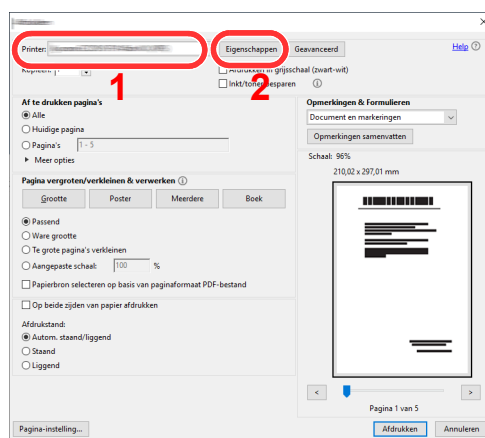 Printer:
Eigenschappen
Geavanceerd
Help
1
2
Afdrukken in grijsschaal (zwart-wit)
Inkt/toner besparen
Af te drukken pagina's
Alle
Huidige pagina
Pagina's 1 - 5
Meer opties
Pagina vergroten/verkleinen & verwerken
Grootte Poster Meerdere Boek
Passend
Ware grootte
Te grote pagina's verkleinen
Aangepaste schaal: 100 %
Papierbron selecteren op basis van paginaformaat PDF-bestand
Op beide zijden van papier afdrukken
Afdrukstand:
Autom. staand/liggend
Staand
Liggend
Opmerkingen & Formulieren
Document en markeringen
Opmerkingen samenvatten
Schaal: 96%
210,02 x 297,01 mm
< >
Pagina 1 van 5
Pagina-instelling...
Afdrukken Annuleren